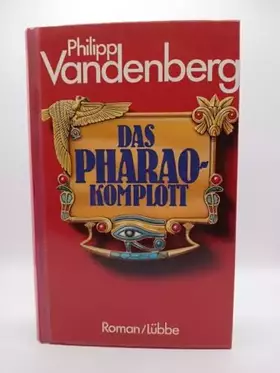 Philipp
Vandenberg
DAS
PHARAO-
KOMPLOTT
Roman/Lübbe